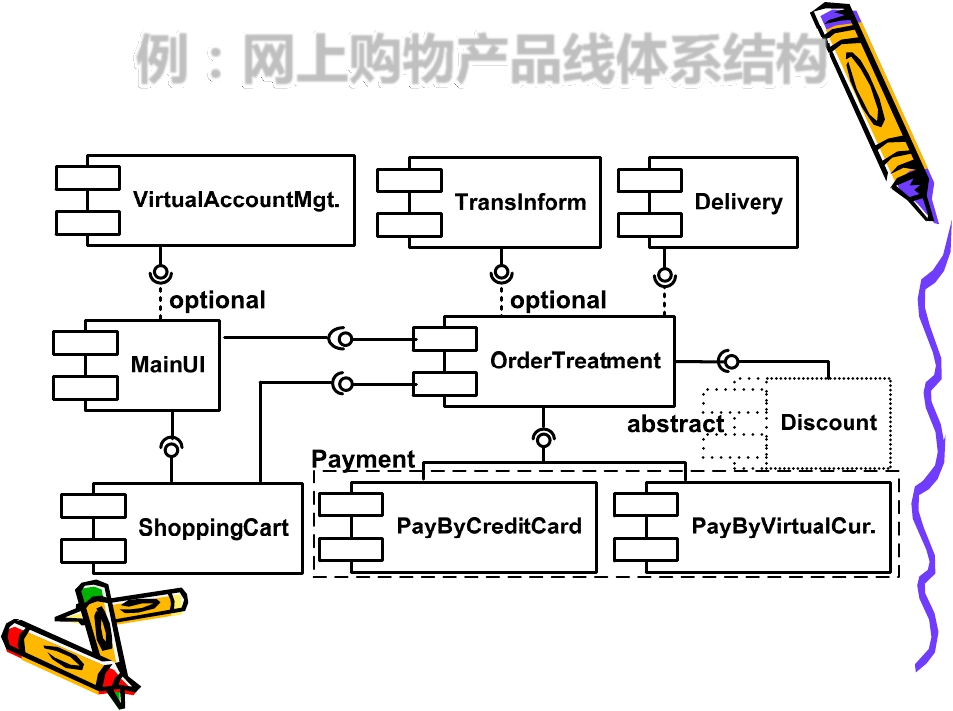 例：网上购物产品线体系结构
VirtualAccountMgt.
TransInform
Delivery
optional
optional
MainUI
OrderTreatment
abstract
Discount
Payment
ShoppingCart
PayByCreditCard
PayByVirtualCur.